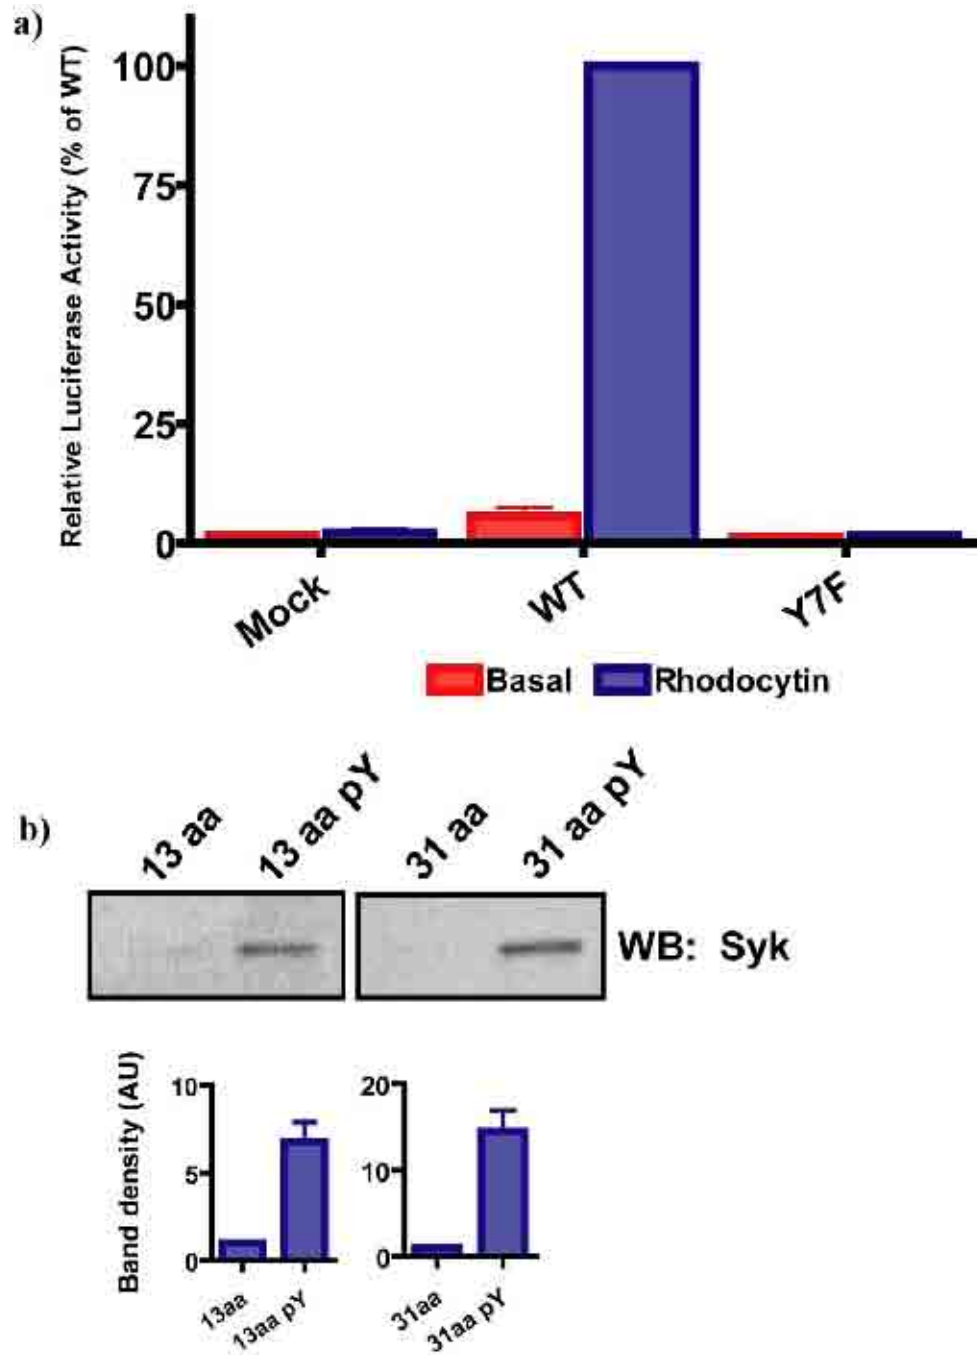 a)
Relative Luciferase Activity (% of WT)
100
75
50
25
0
Mock
WT
Y7F
Basal
Rhodocytin
b)
13 aa
13 aa pY
31 aa
31 aa pY
WB: Syk
Band density (AU)
10
5
0
13aa
13aa pY
20
10
0
31aa
31aa pY